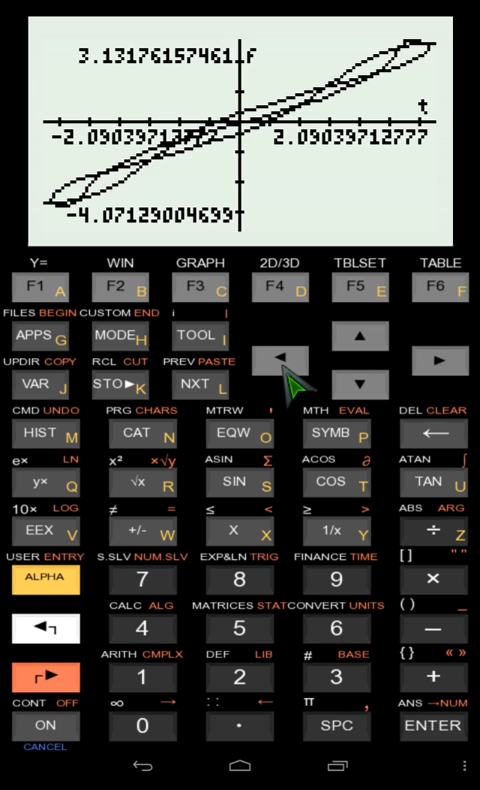 3.13176157461 f
t
-2.09039712777 2.09039712777
-4.07129004699
Y= WIN GRAPH 2D/3D TBLSET TABLE
F1 A F2 B F3 C F4 D F5 E F6 F
FILES BEGIN CUSTOM END i |
APPS G MODE H TOOL I ◄ ▲ ►
UPDIR COPY RCL CUT PREV PASTE
VAR J STO► K NXT L ▼
CMD UNDO PRG CHARS MTRW ' MTH EVAL DEL CLEAR
HIST M CAT N EQW O SYMB P ←
eˣ LN x² ˣ√y ASIN Σ ACOS ∂ ATAN ∫
yˣ Q √x R SIN S COS T TAN U
10ˣ LOG ≠ = ≤ < ≥ > ABS ARG
EEX V +/- W X X 1/x Y ÷ Z
USER ENTRY S.SLV NUM.SLV EXP&LN TRIG FINANCE TIME [ ] " "
ALPHA 7 8 9 ×
CALC ALG MATRICES STAT CONVERT UNITS ( ) _
4 5 6 −
ARITH CMPLX DEF LIB # BASE { } « »
1 2 3 +
CONT OFF ∞ → : : ← π , ANS →NUM
ON 0 . SPC ENTER
CANCEL